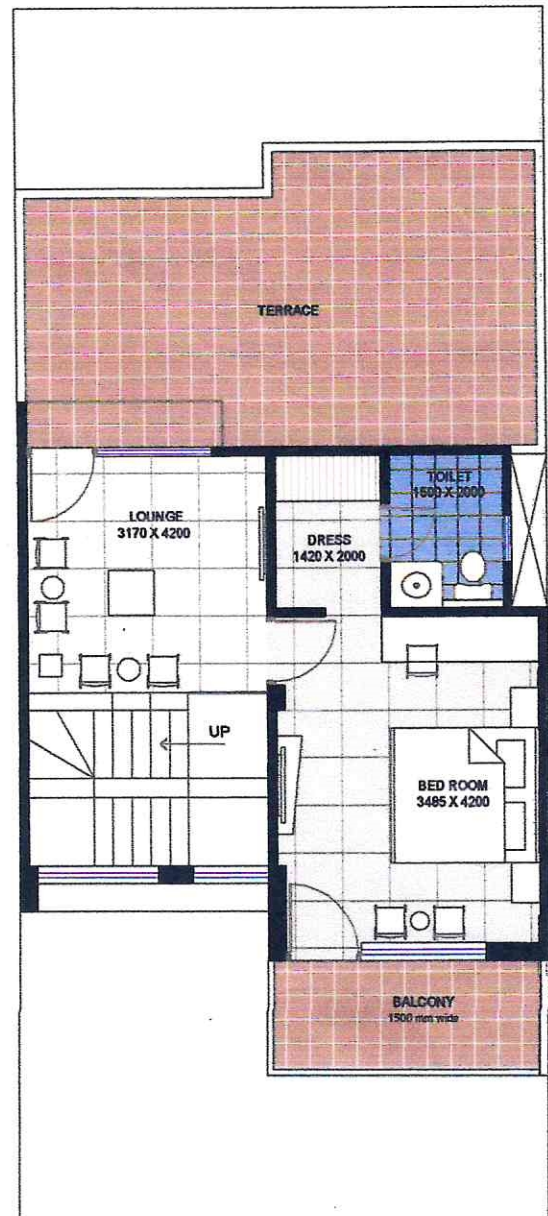 TERRACE
LOUNGE
3170 X 4200
TOILET
1500 X 2000
DRESS
1420 X 2000
UP
BED ROOM
3485 X 4200
BALCONY
1500 mm wide